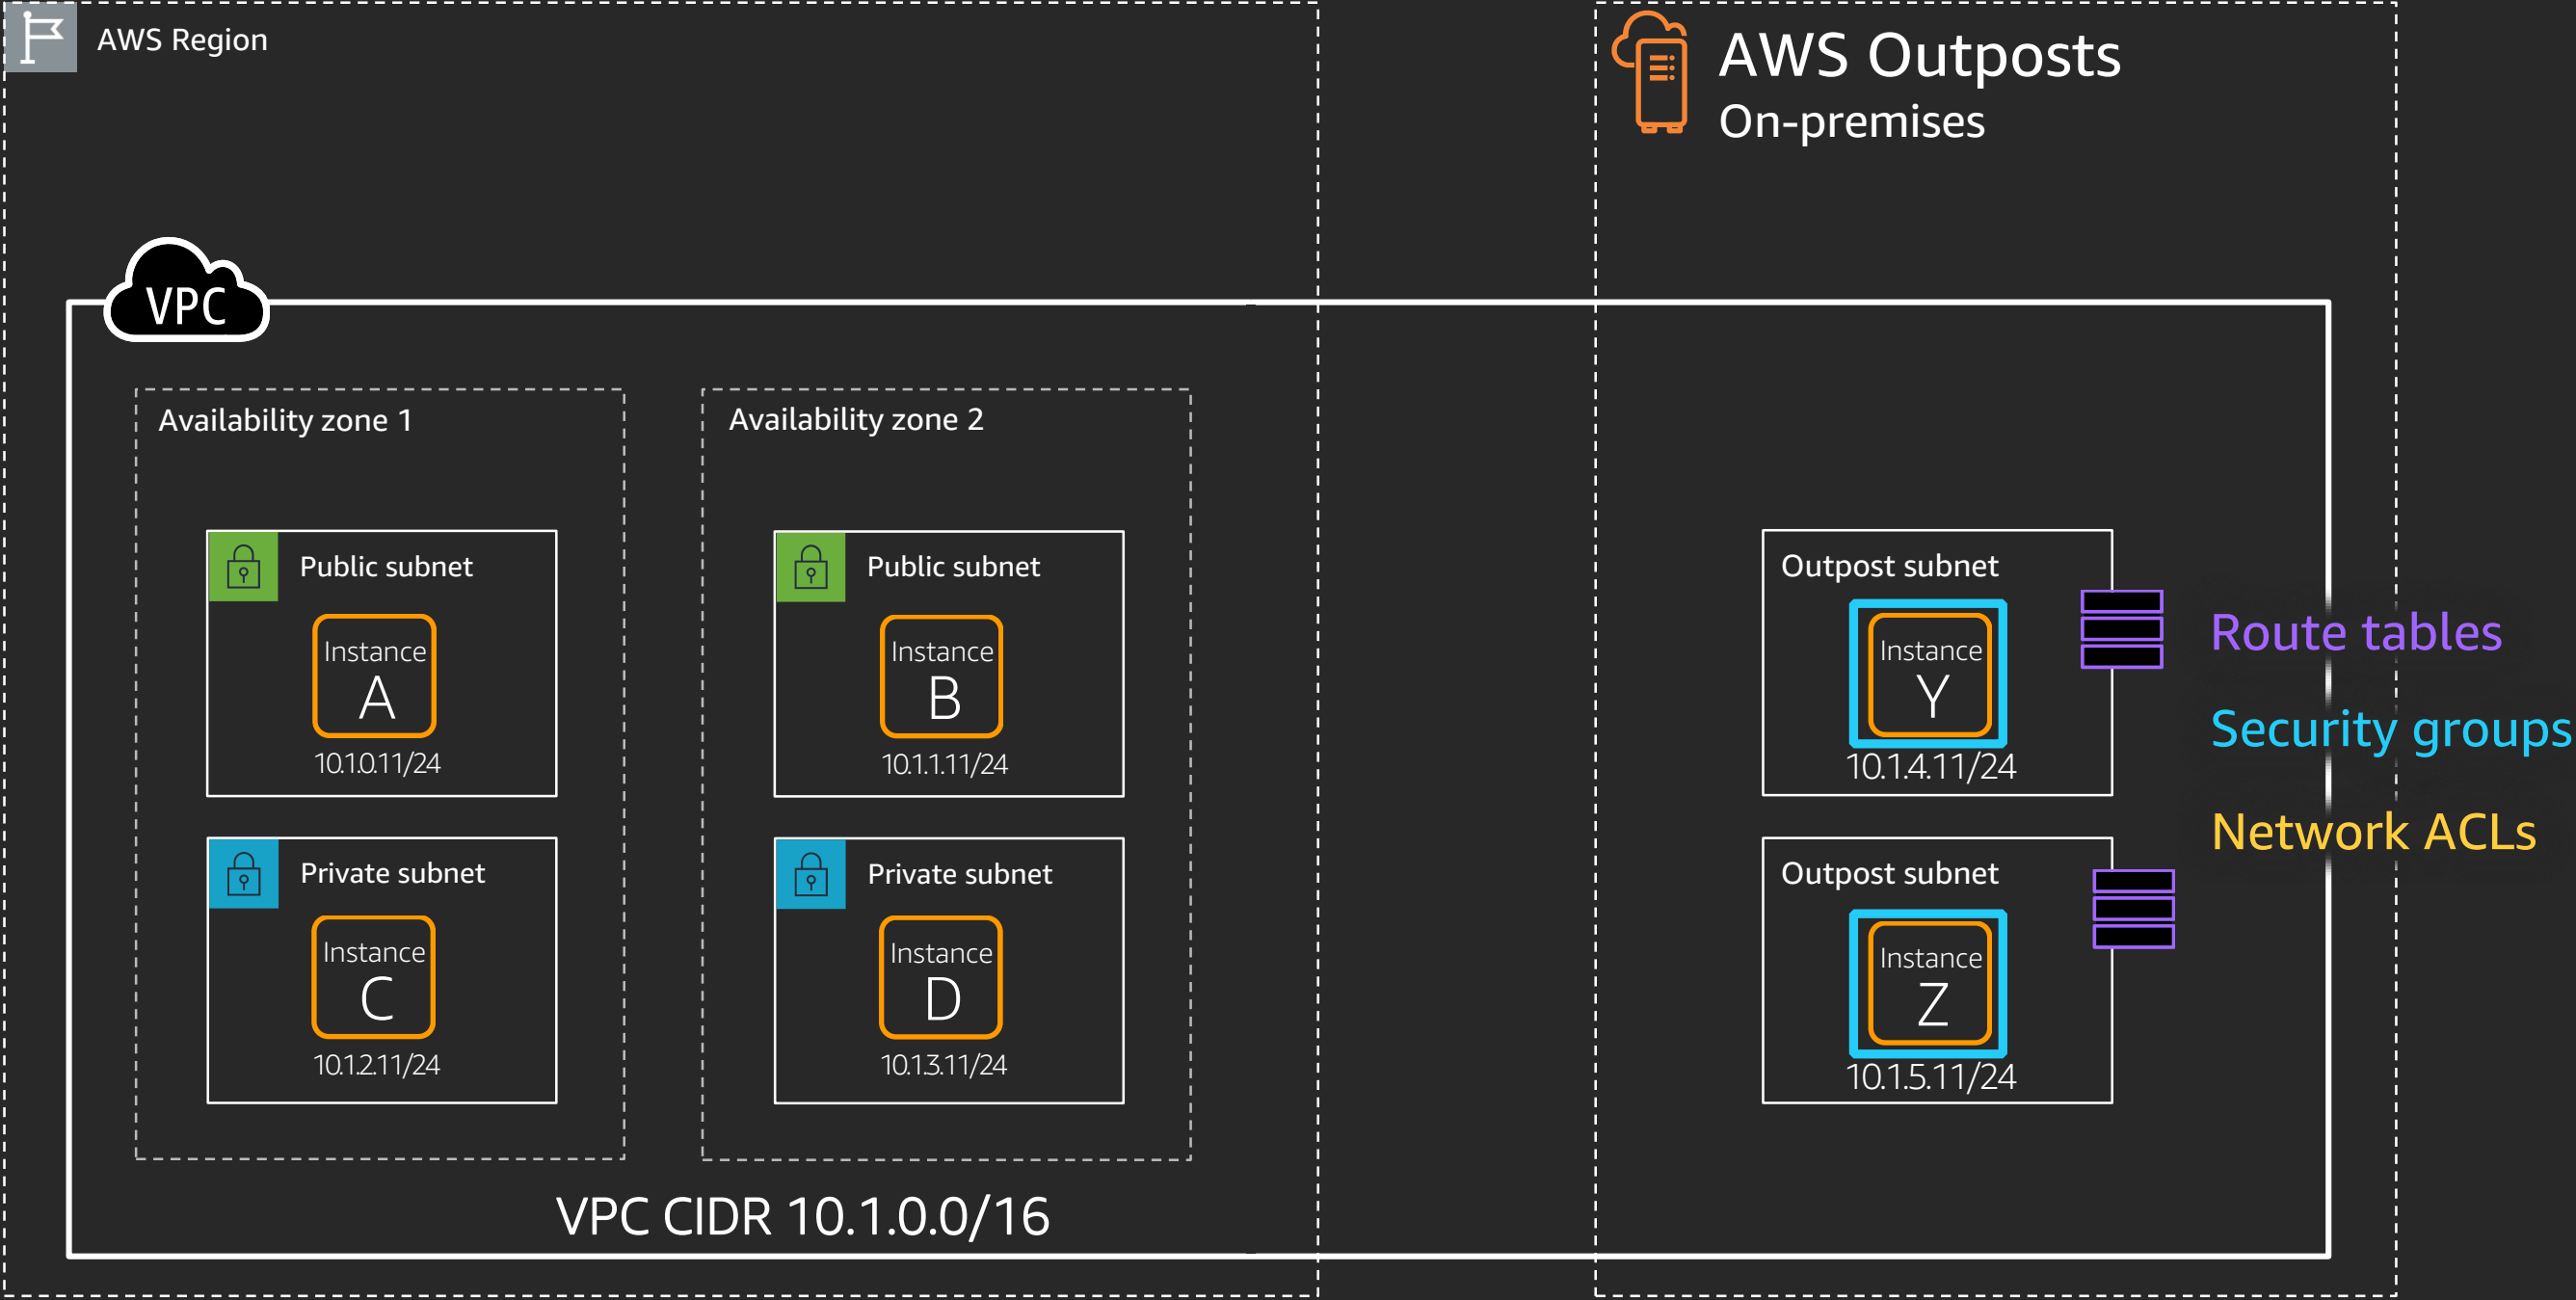 AWS Region
AWS Outposts
On-premises
VPC
Availability zone 1
Availability zone 2
Public subnet
Instance
A
10.1.0.11/24
Public subnet
Instance
B
10.1.1.11/24
Outpost subnet
Instance
Y
10.1.4.11/24
Route tables
Security groups
Network ACLs
Private subnet
Instance
C
10.1.2.11/24
Private subnet
Instance
D
10.1.3.11/24
Outpost subnet
Instance
Z
10.1.5.11/24
VPC CIDR 10.1.0.0/16